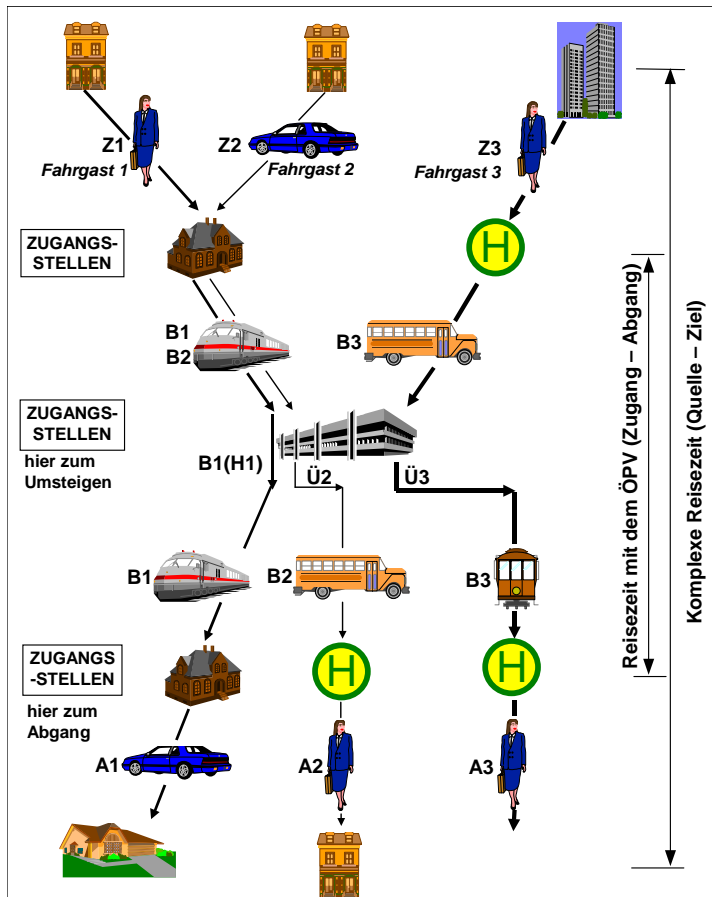 Z1
Z2
Z3
Fahrgast 1
Fahrgast 2
Fahrgast 3
ZUGANGS-
STELLEN
H
B1
B2
B3
ZUGANGS-
STELLEN
hier zum
Umsteigen
B1(H1)
Ü2
Ü3
B1
B2
B3
ZUGANGS
-STELLEN
hier zum
Abgang
H
H
A1
A2
A3
Reisezeit mit dem ÖPV (Zugang – Abgang)
Komplexe Reisezeit (Quelle – Ziel)